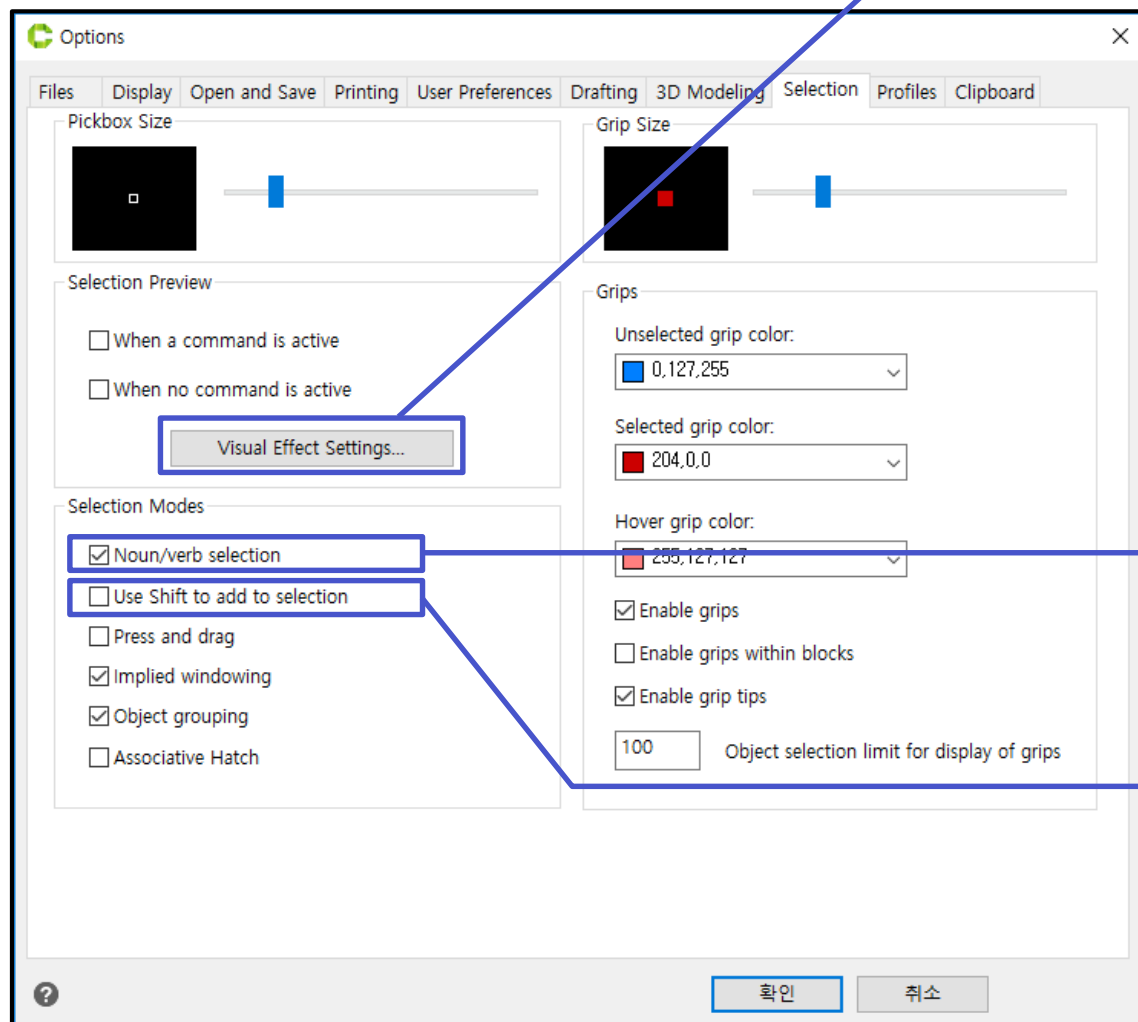 Options
Files Display Open and Save Printing User Preferences Drafting 3D Modeling Selection Profiles Clipboard
Pickbox Size
Grip Size
Selection Preview
When a command is active
When no command is active
Visual Effect Settings...
Selection Modes
Noun/verb selection
Use Shift to add to selection
Press and drag
Implied windowing
Object grouping
Associative Hatch
Grips
Unselected grip color:
0,127,255
Selected grip color:
204,0,0
Hover grip color:
255,127,127
Enable grips
Enable grips within blocks
Enable grip tips
100 Object selection limit for display of grips
확인 취소